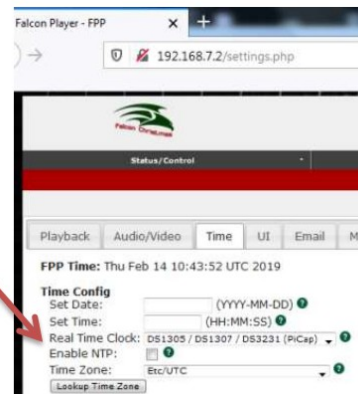 Falcon Player - FPP
192.168.7.2/settings.php
Falcon Christmas
Status/Control
Playback Audio/Video Time UI Email M
FPP Time: Thu Feb 14 10:43:52 UTC 2019
Time Config
Set Date: (YYYY-MM-DD)
Set Time: (HH:MM:SS)
Real Time Clock: DS1305 / DS1307 / DS3231 (PiCap)
Enable NTP:
Time Zone: Etc/UTC
Lookup Time Zone